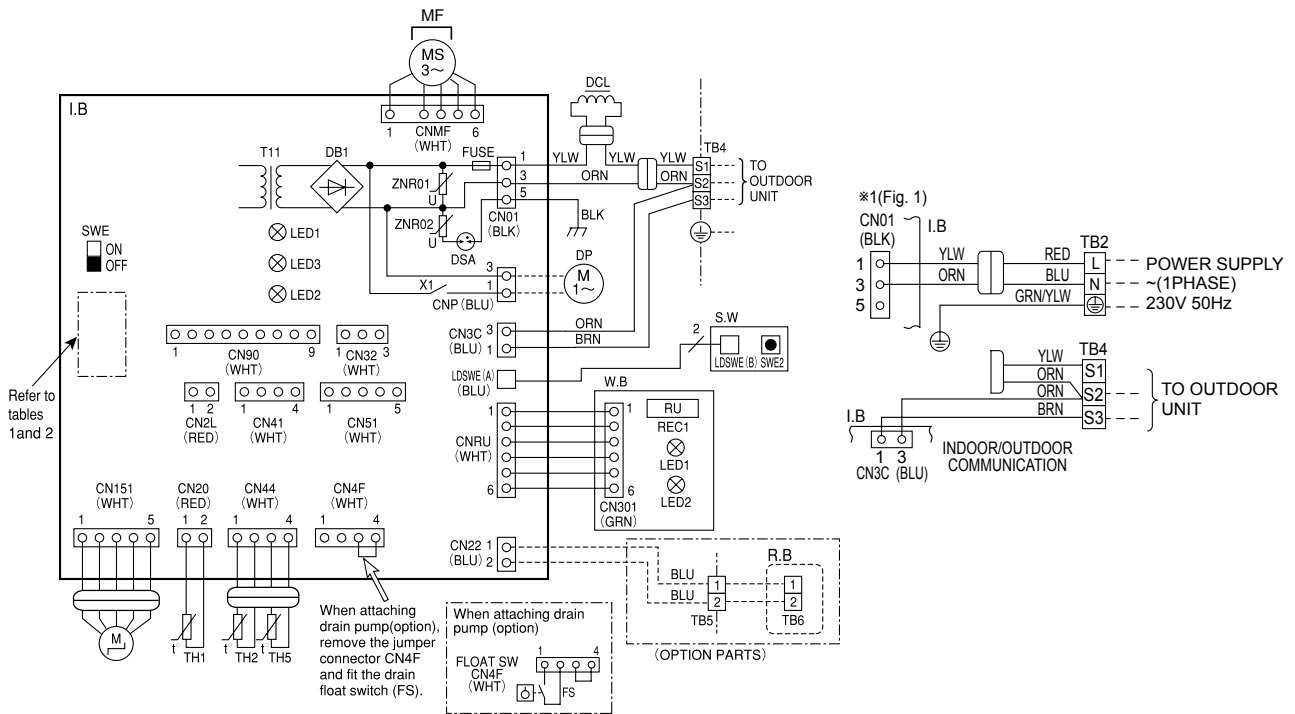 MF
MS
3~
I.B
1 6
CNMF
(WHT)
DCL
T11
DB1
FUSE
1
3
5
CN01
(BLK)
YLW YLW YLW
ORN ORN
TB4
S1
S2
S3
TO
OUTDOOR
UNIT
ZNR01
U
ZNR02
U
DSA
BLK
SWE
ON
OFF
LED1
LED3
LED2
X1
3
1
CNP (BLU)
DP
M
1~
CN3C
(BLU)
3
1
ORN
BRN
1 9
CN90
(WHT)
1 3
CN32
(WHT)
LDSWE (A)
(BLU)
2
S.W
LDSWE (B) SWE2
Refer to
tables
1and 2
1 2
CN2L
(RED)
1 4
CN41
(WHT)
1 5
CN51
(WHT)
1
CNRU
(WHT)
6
W.B
1
RU
REC1
LED1
LED2
6
CN301
(GRN)
CN151
(WHT)
1 5
CN20
(RED)
1 2
CN44
(WHT)
1 4
CN4F
(WHT)
1 4
CN22
(BLU)
1
2
M
t°
TH1
t°
TH2
t°
TH5
When attaching
drain pump(option),
remove the jumper
connector CN4F
and fit the drain
float switch (FS).
When attaching drain
pump (option)
FLOAT SW
CN4F
(WHT)
1 4
FS
BLU
BLU
1
2
TB5
R.B
1
2
TB6
(OPTION PARTS)
※1(Fig. 1)
CN01
(BLK)
I.B
1
3
5
YLW
ORN
RED
BLU
GRN/YLW
TB2
L
N
POWER SUPPLY
~(1PHASE)
230V 50Hz
TB4
YLW
ORN
ORN
BRN
S1
S2
S3
TO OUTDOOR
UNIT
I.B
1 3
CN3C (BLU)
INDOOR/OUTDOOR
COMMUNICATION